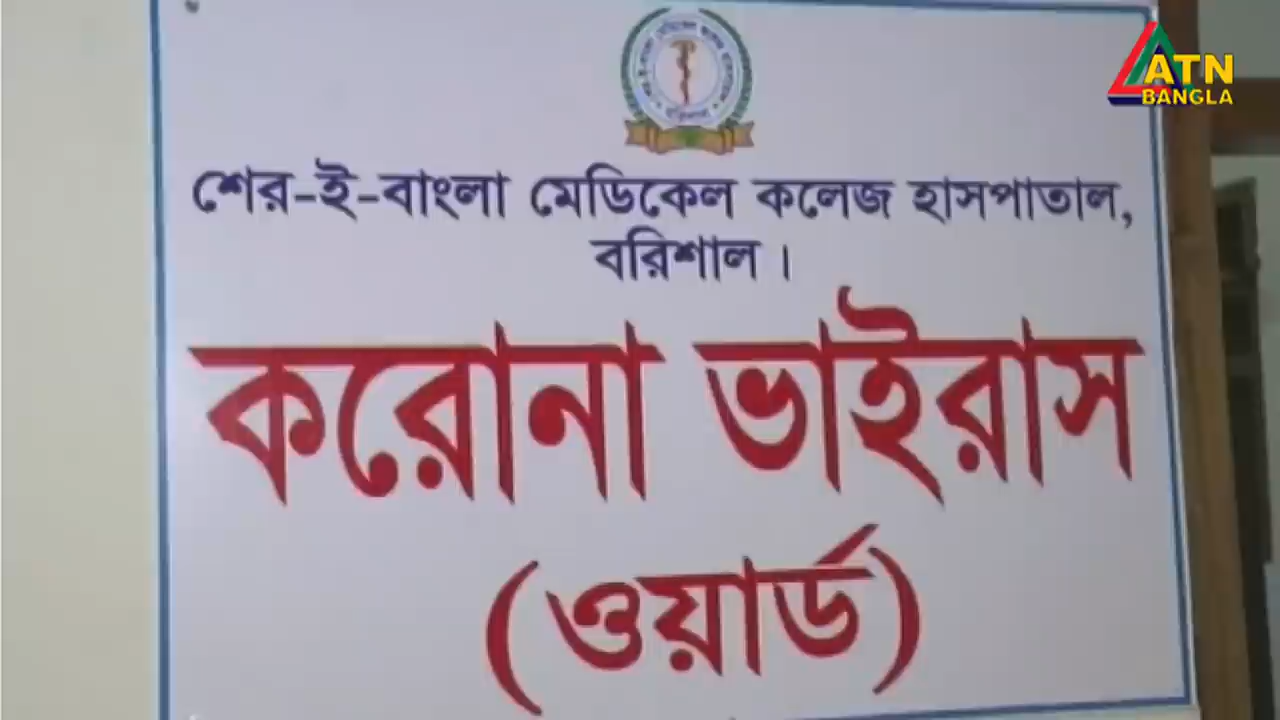 ATN
BANGLA
শের-ই-বাংলা মেডিকেল কলেজ হাসপাতাল,
বরিশাল।
করোনা ভাইরাস
(ওয়ার্ড)